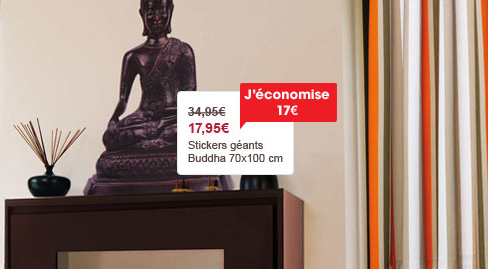 J'économise
17€
34,95€
17,95€
Stickers géants
Buddha 70x100 cm